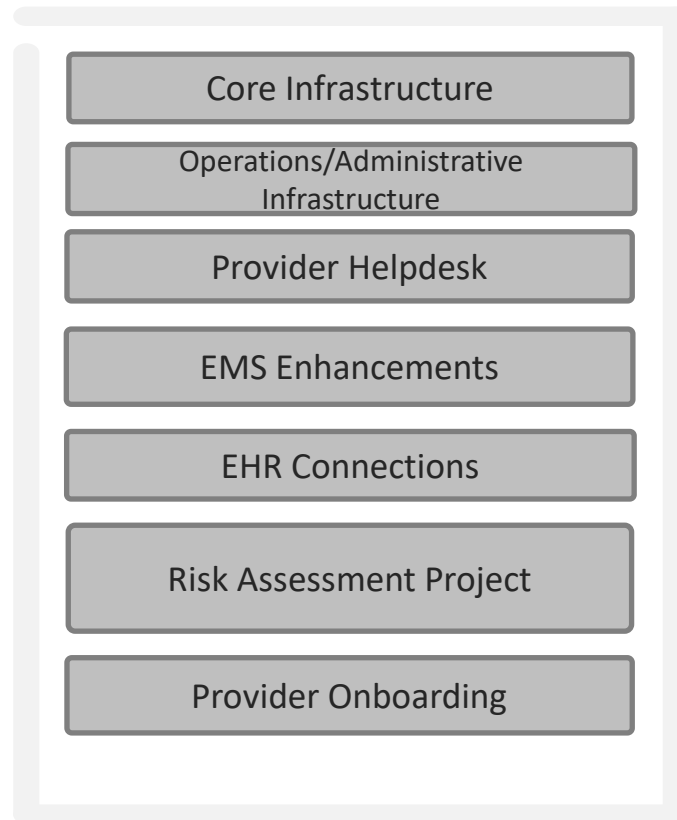 Core Infrastructure
Operations/Administrative
Infrastructure
Provider Helpdesk
EMS Enhancements
EHR Connections
Risk Assessment Project
Provider Onboarding